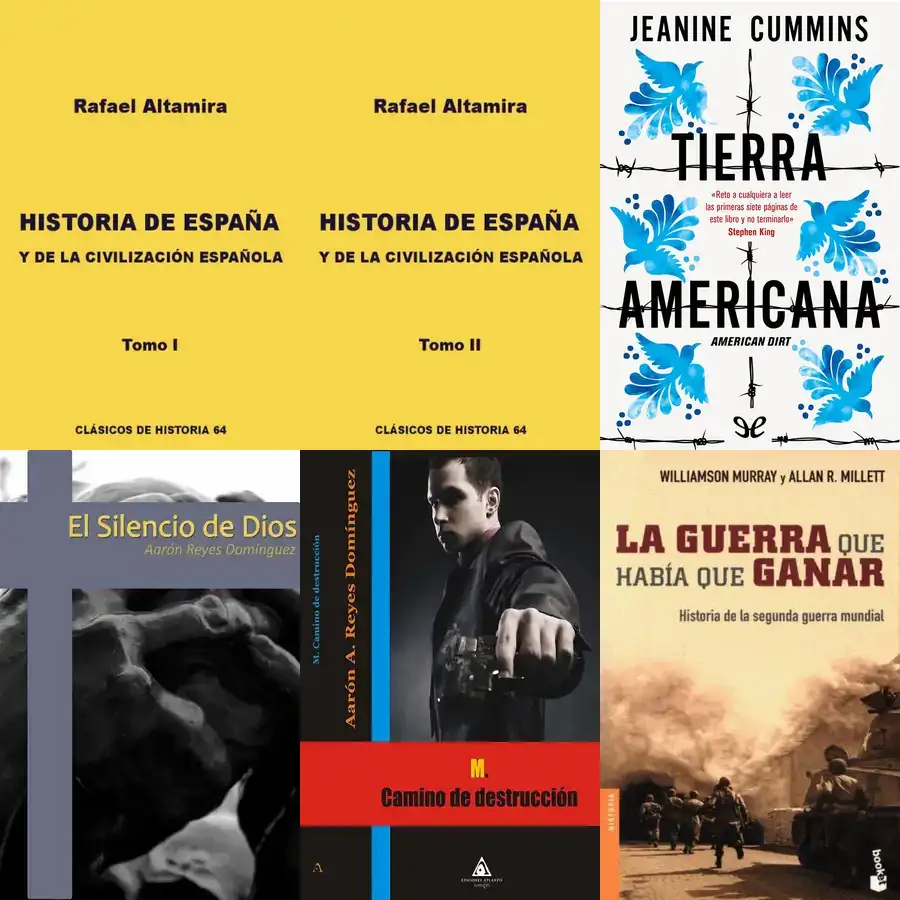 Rafael Altamira
HISTORIA DE ESPAÑA
Y DE LA CIVILIZACIÓN ESPAÑOLA
Tomo I
CLÁSICOS DE HISTORIA 64
Rafael Altamira
HISTORIA DE ESPAÑA
Y DE LA CIVILIZACIÓN ESPAÑOLA
Tomo II
CLÁSICOS DE HISTORIA 64
JEANINE CUMMINS
TIERRA
«Reto a cualquiera a leer
las primeras siete páginas de
este libro y no terminarlo»
Stephen King
AMERICANA
AMERICAN DIRT
El Silencio de Dios
Aarón Reyes Domínguez
M. Camino de destrucción
Aarón A. Reyes Domínguez
M.
Camino de destrucción
A
EDICIONES ATLANTIS
WILLIAMSON MURRAY y ALLAN R. MILLETT
LA GUERRA QUE
HABÍA QUE GANAR
Historia de la segunda guerra mundial
HISTORIA
booket